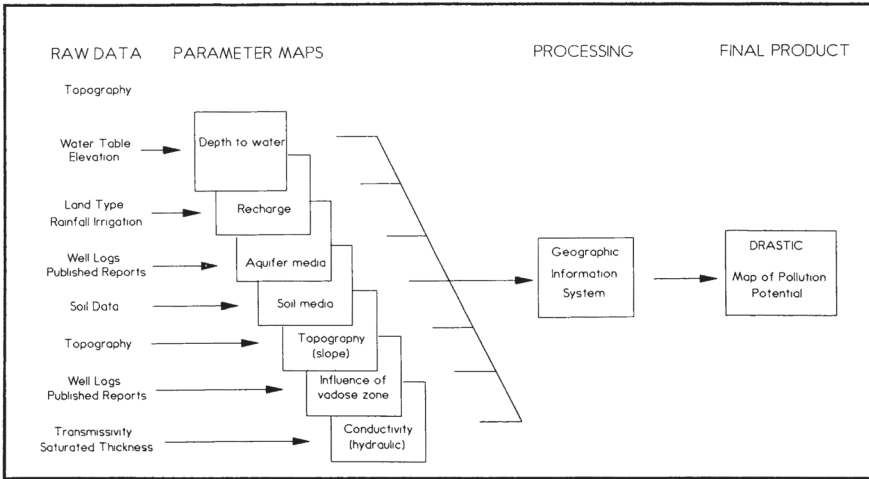 RAW DATA PARAMETER MAPS PROCESSING FINAL PRODUCT
Topography
Water Table
Elevation
Depth to water
Land Type
Rainfall Irrigation
Recharge
Well Logs
Published Reports
Aquifer media
Soil Data
Soil media
Topography
Topography
(slope)
Well Logs
Published Reports
Influence of
vadose zone
Transmissivity
Saturated Thickness
Conductivity
(hydraulic)
Geographic
Information
System
DRASTIC
Map of Pollution
Potential